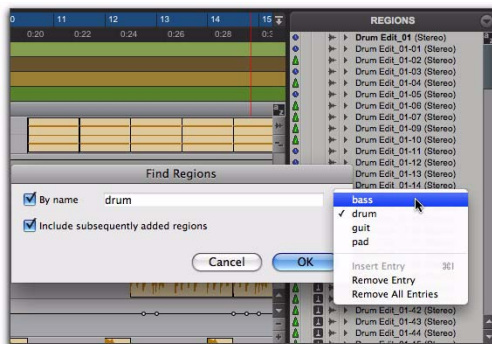 0 11 12 13 14 15
0:20 0:22 0:24 0:26 0:28
REGIONS
Drum Edit_01 (Stereo)
Drum Edit_01-01 (Stereo)
Drum Edit_01-02 (Stereo)
Drum Edit_01-03 (Stereo)
Drum Edit_01-04 (Stereo)
Drum Edit_01-05 (Stereo)
Drum Edit_01-06 (Stereo)
Drum Edit_01-07 (Stereo)
Drum Edit_01-09 (Stereo)
Drum Edit_01-10 (Stereo)
Drum Edit_01-11 (Stereo)
Drum Edit_01-12 (Stereo)
Drum Edit_01-13 (Stereo)
Drum Edit_01-14 (Stereo)
Find Regions
By name drum
Include subsequently added regions
Cancel OK
bass
✓ drum
guit
pad
Insert Entry ⌘I
Remove Entry
Remove All Entries
Drum Edit_01-42 (Stereo)
Drum Edit_01-43 (Stereo)
Drum Edit_01-44 (Stereo)